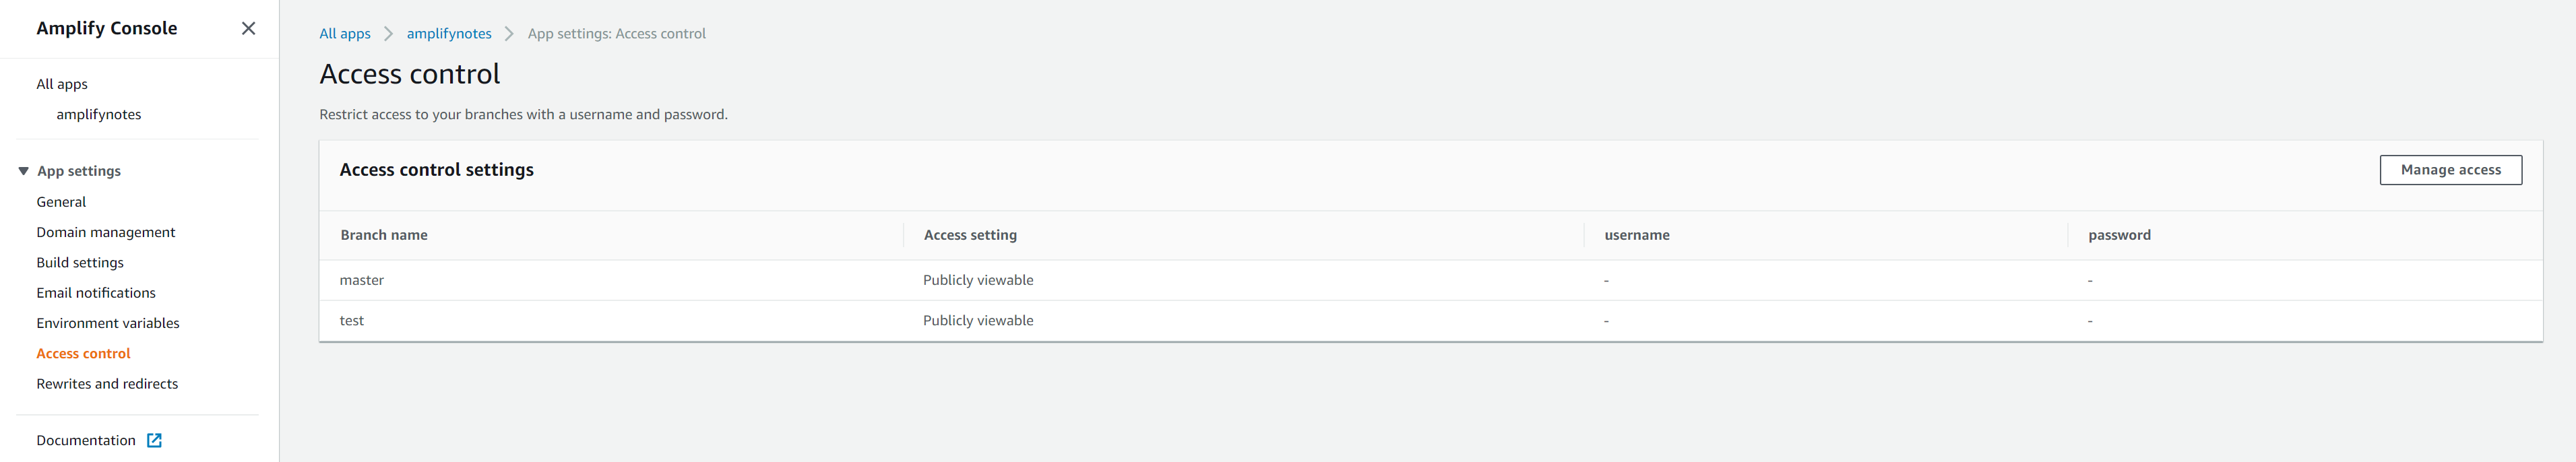 Amplify Console
All apps
amplifynotes
App settings
General
Domain management
Build settings
Email notifications
Environment variables
Access control
Rewrites and redirects
Documentation
All apps > amplifynotes > App settings: Access control
Access control
Restrict access to your branches with a username and password.
Access control settings
Manage access
Branch name Access setting username password
master Publicly viewable - -
test Publicly viewable - -